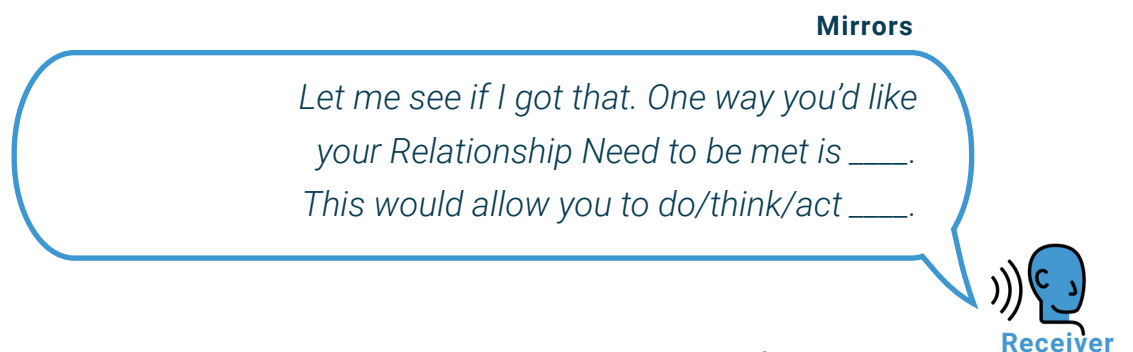 Mirrors
Let me see if I got that. One way you’d like
your Relationship Need to be met is ____.
This would allow you to do/think/act ____.
Receiver